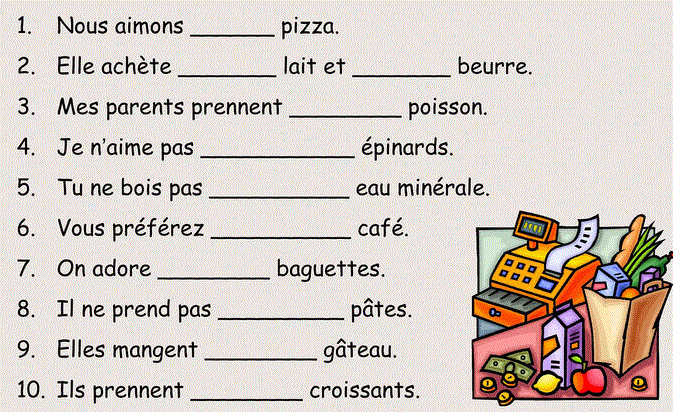 1. Nous aimons ______ pizza.
2. Elle achète _______ lait et _______ beurre.
3. Mes parents prennent ________ poisson.
4. Je n'aime pas ___________ épinards.
5. Tu ne bois pas __________ eau minérale.
6. Vous préférez __________ café.
7. On adore ________ baguettes.
8. Il ne prend pas _________ pâtes.
9. Elles mangent ________ gâteau.
10. Ils prennent ________ croissants.